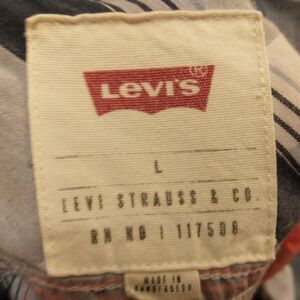 LEVI'S®
L
LEVI STRAUSS & CO.
RN NO | 117508
MADE IN